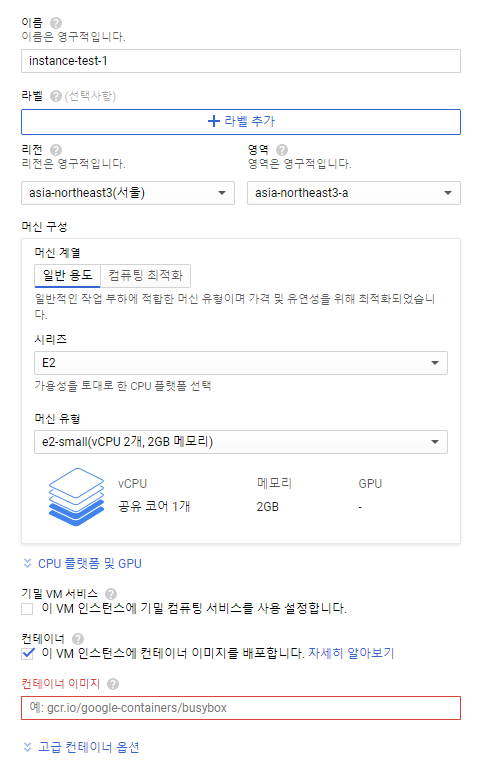 이름
이름은 영구적입니다.
instance-test-1
라벨 (선택사항)
라벨 추가
리전 영역
리전은 영구적입니다. 영역은 영구적입니다.
asia-northeast3(서울) asia-northeast3-a
머신 구성
머신 계열
일반 용도 컴퓨팅 최적화
일반적인 작업 부하에 적합한 머신 유형이며 가격 및 유연성을 위해 최적화되었습니
다.
시리즈
E2
가용성을 토대로 한 CPU 플랫폼 선택
머신 유형
e2-small(vCPU 2개, 2GB 메모리)
vCPU 메모리 GPU
공유 코어 1개 2GB -
CPU 플랫폼 및 GPU
기밀 VM 서비스
이 VM 인스턴스에 기밀 컴퓨팅 서비스를 사용 설정합니다.
컨테이너
이 VM 인스턴스에 컨테이너 이미지를 배포합니다. 자세히 알아보기
컨테이너 이미지
예: gcr.io/google-containers/busybox
고급 컨테이너 옵션